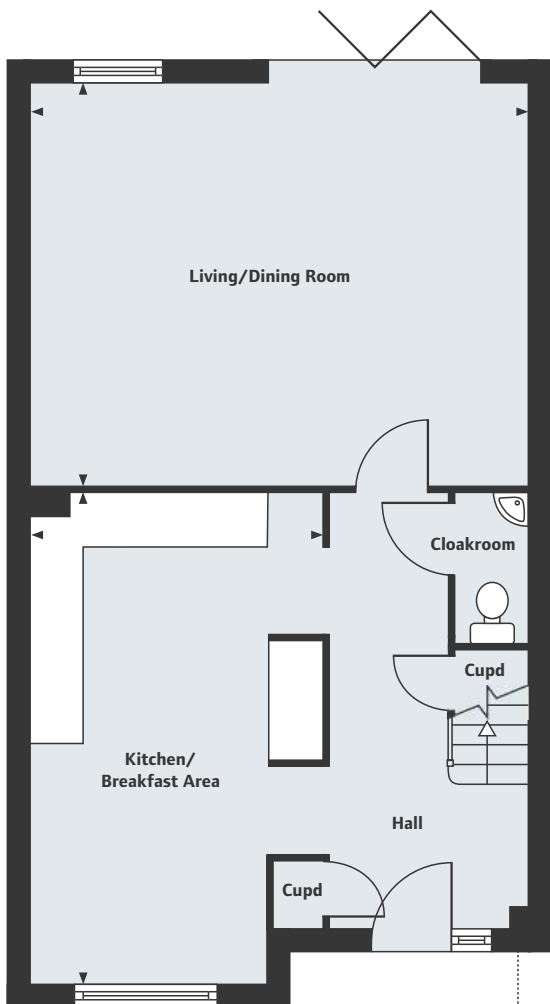 Living/Dining Room
Cloakroom
Cupd
Kitchen/
Breakfast Area
Hall
Cupd